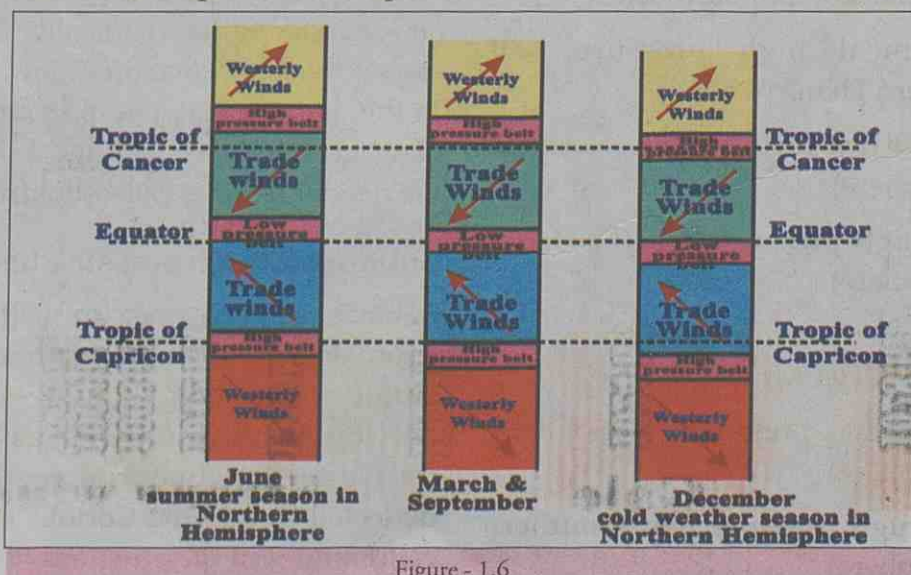 Westerly
Winds
High
pressure belt
Trade
winds
Low
pressure
belt
Trade
winds
High
pressure belt
Westerly
Winds
Westerly
Winds
High
pressure belt
Trade
Winds
Low
pressure
belt
Trade
Winds
High
pressure belt
Westerly
Winds
Westerly
Winds
High
pressure belt
Trade
Winds
Low
pressure
belt
Trade
Winds
High
pressure belt
Westerly
Winds
Tropic of
Cancer
Tropic of
Cancer
Equator
Equator
Tropic of
Capricon
Tropic of
Capricon
June
summer season in
Northern
Hemisphere
March &
September
December
cold weather season in
Northern Hemisphere
Figure - 1.6